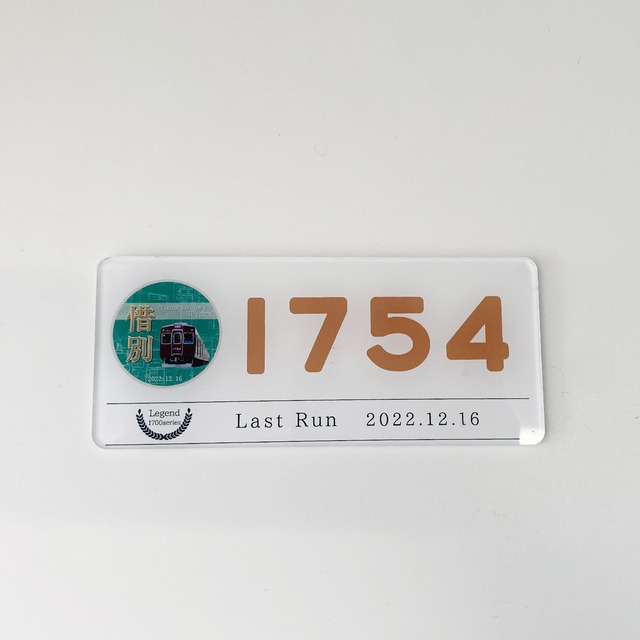 惜別
2022.12.16
1754
Legend
1700series
Last Run 2022.12.16